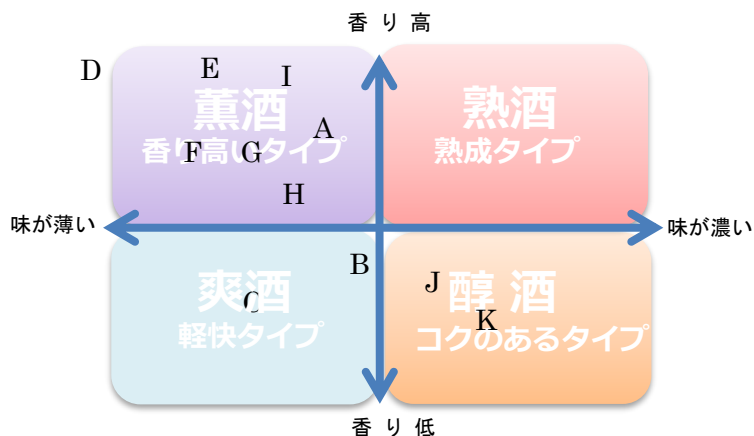 香り高
D
E
I
薫酒
熟酒
A
香り高いタイプ
F
G
熟成タイプ
H
味が薄い
味が濃い
B
爽酒
J
醇酒
C
K
軽快タイプ
コクのあるタイプ
香り低